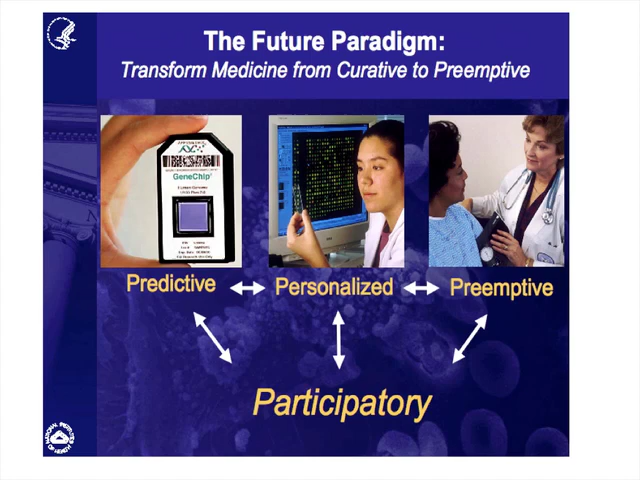 The Future Paradigm:
Transform Medicine from Curative to Preemptive
GeneChip
Predictive
Personalized
Preemptive
Participatory